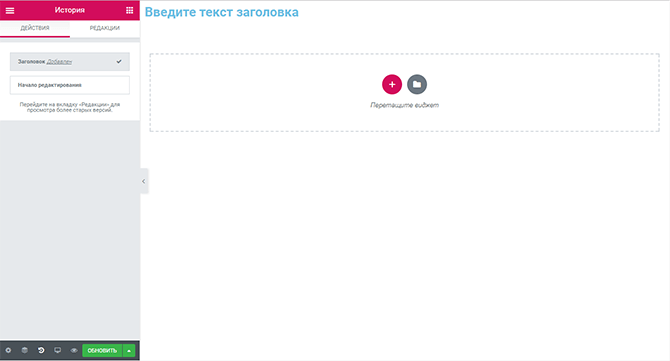 История
ДЕЙСТВИЯ РЕДАКЦИИ
Заголовок Добавлен
Начало редактирования
Перейдите на вкладку «Редакции» для
просмотра более старых версий.
ОБНОВИТЬ
Введите текст заголовка
Перетащите виджет